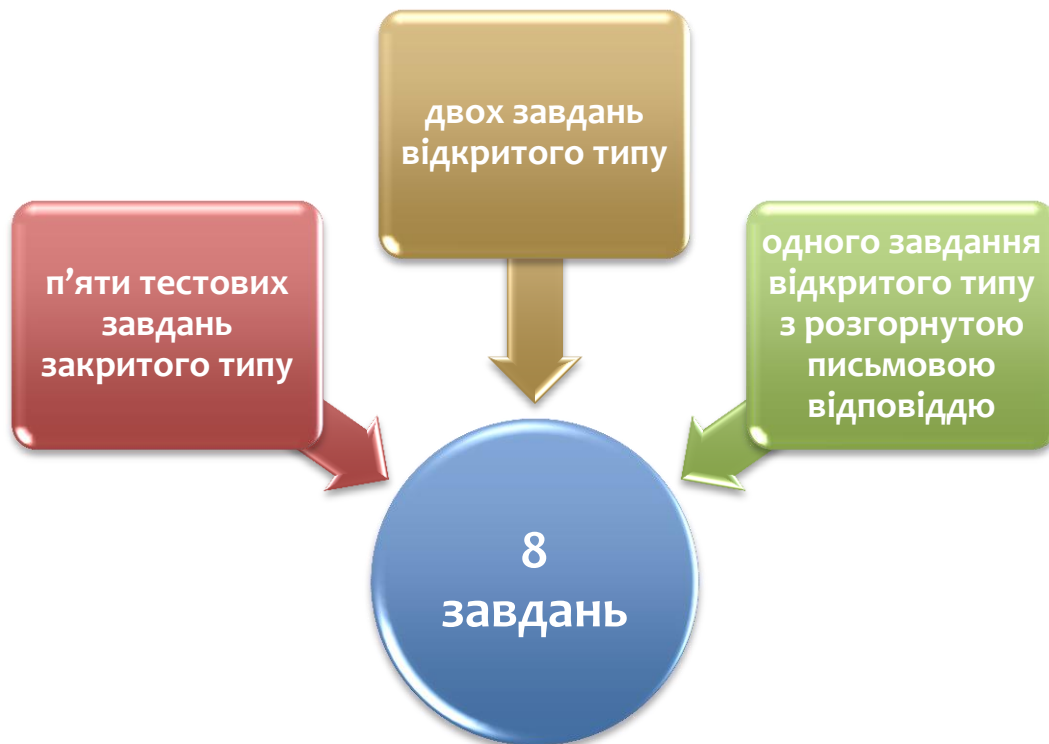 двох завдань
відкритого типу
п’яти тестових
завдань
закритого типу
одного завдання
відкритого типу
з розгорнутою
письмовою
відповіддю
8
завдань